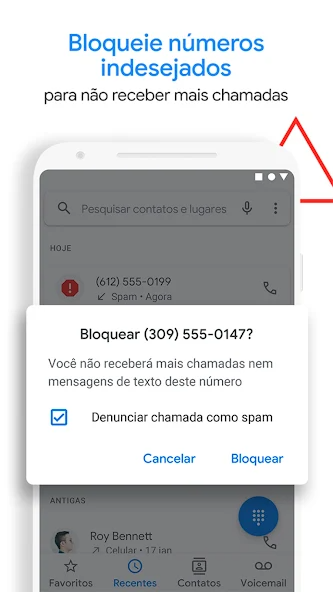 Bloqueie números
indesejados
para não receber mais chamadas
Pesquisar contatos e lugares
HOJE
(612) 555-0199
Spam • Agora
Bloquear (309) 555-0147?
Você não receberá mais chamadas nem
mensagens de texto deste número
Denunciar chamada como spam
Cancelar Bloquear
ANTIGAS
Roy Bennett
Celular • 17 jan
Favoritos Recentes Contatos Voicemail